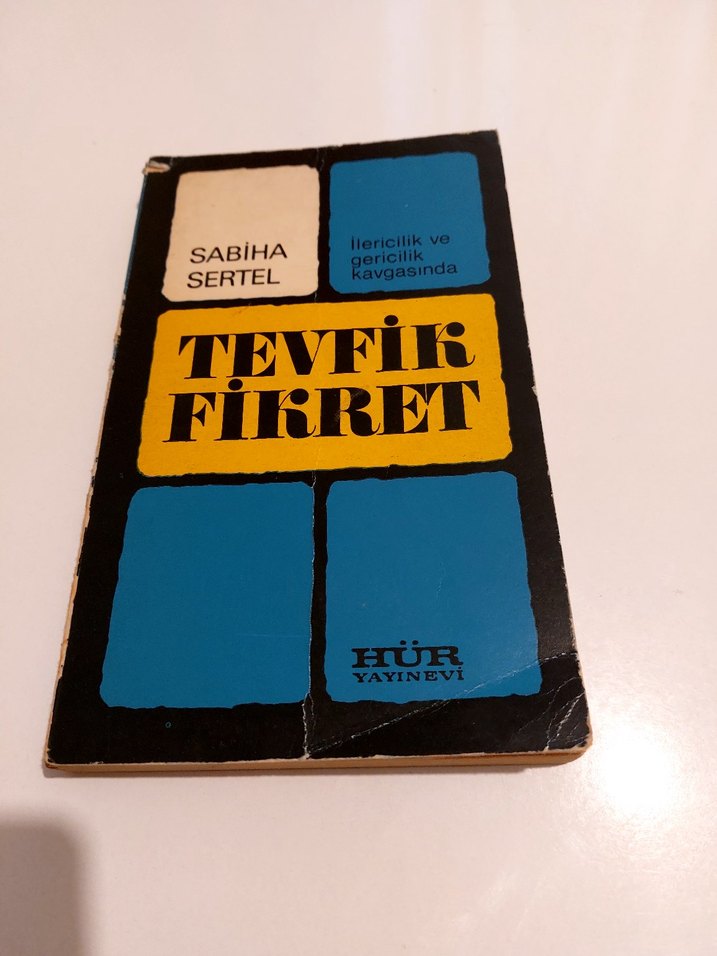 SABİHA
SERTEL
İlericilik ve
gericilik
kavgasında
TEVFİK
FİKRET
HÜR
YAYINEVİ